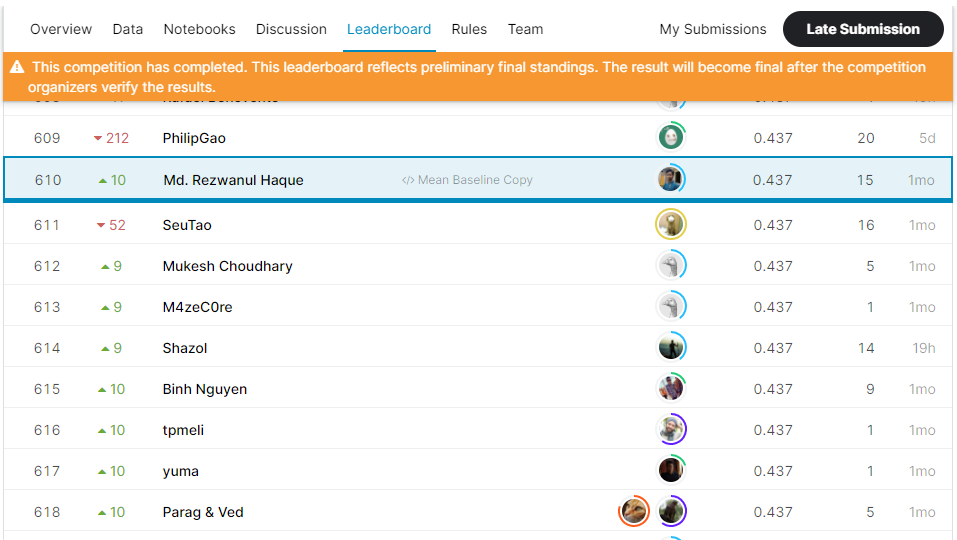 Overview Data Notebooks Discussion Leaderboard Rules Team My Submissions Late Submission
This competition has completed. This leaderboard reflects preliminary final standings. The result will become final after the competition
organizers verify the results.
609 212 PhilipGao 0.437 20 5d
610 10 Md. Rezwanul Haque </> Mean Baseline Copy 0.437 15 1mo
611 52 SeuTao 0.437 16 1mo
612 9 Mukesh Choudhary 0.437 5 1mo
613 9 M4zeC0re 0.437 1 1mo
614 9 Shazol 0.437 14 19h
615 10 Binh Nguyen 0.437 9 1mo
616 10 tpmeli 0.437 1 1mo
617 10 yuma 0.437 1 1mo
618 10 Parag & Ved 0.437 5 1mo